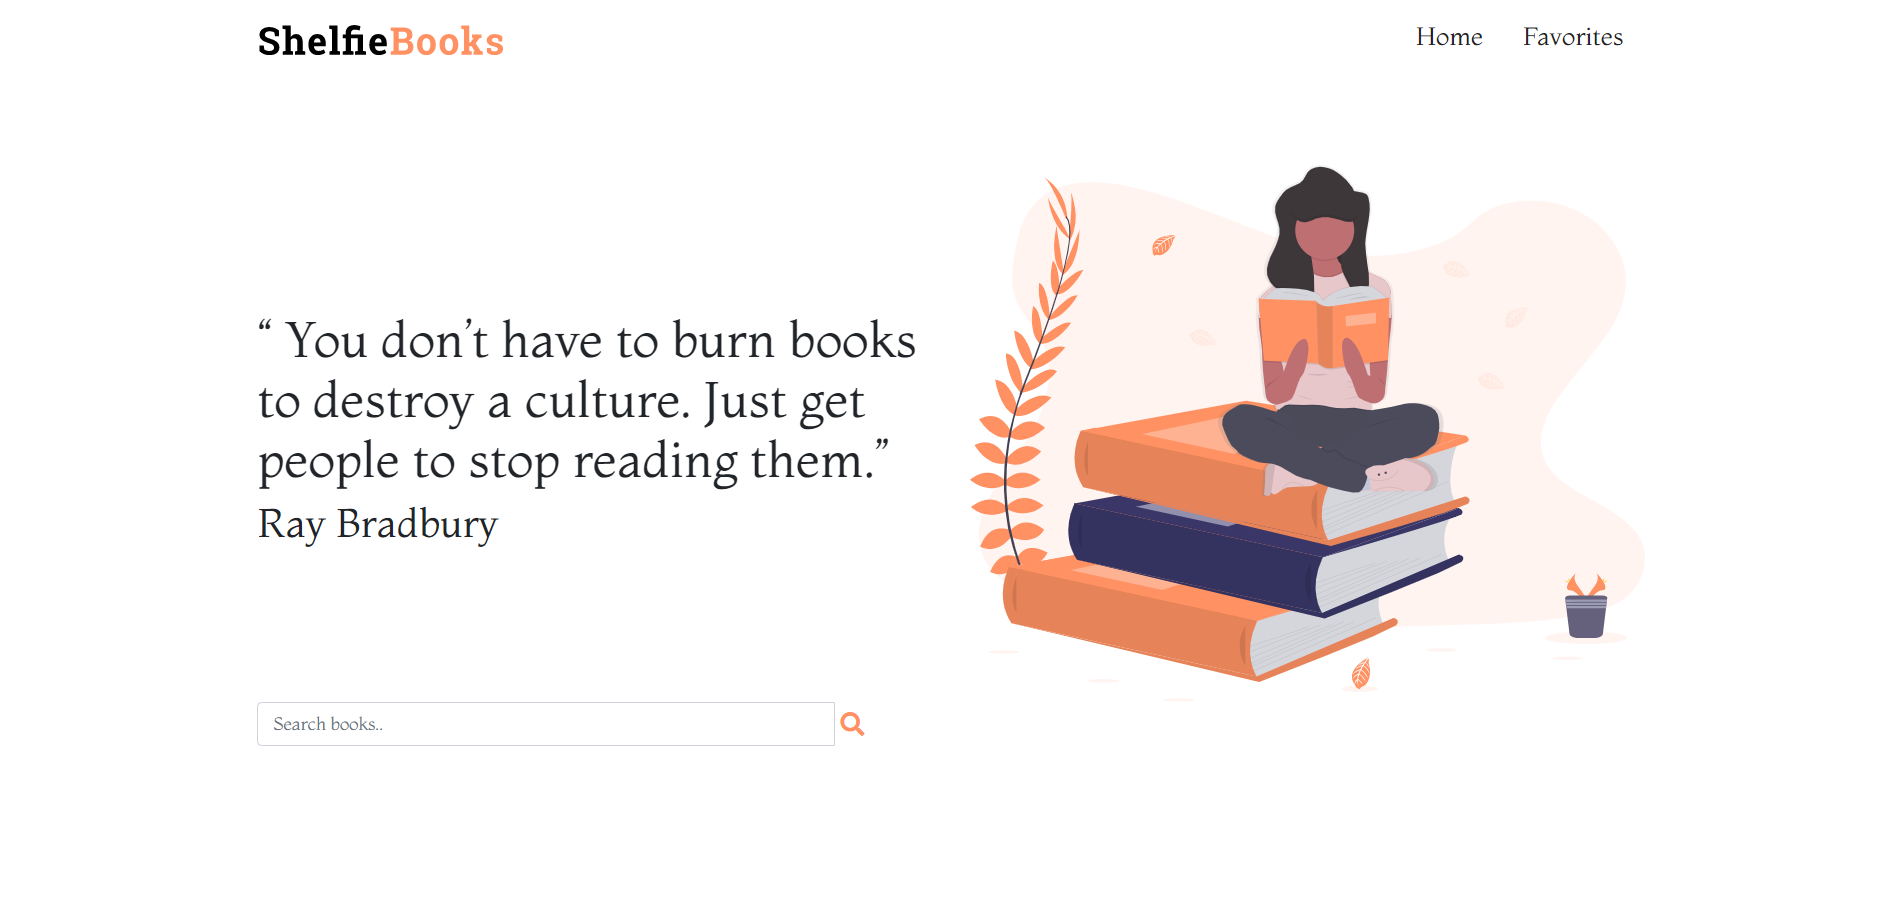 ShelfieBooks
Home
Favorites
“ You don’t have to burn books
to destroy a culture. Just get
people to stop reading them.”
Ray Bradbury
Search books..